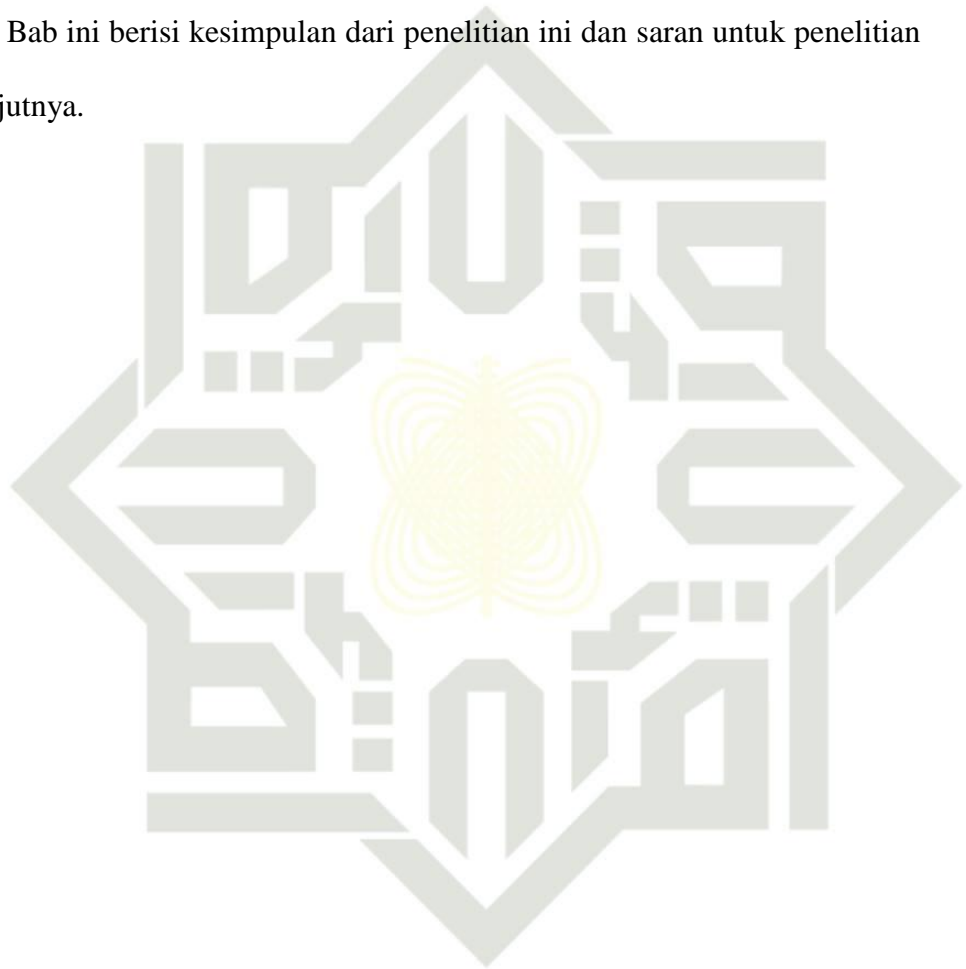 Bab ini berisi kesimpulan dari penelitian ini dan saran untuk penelitian
jutnya.